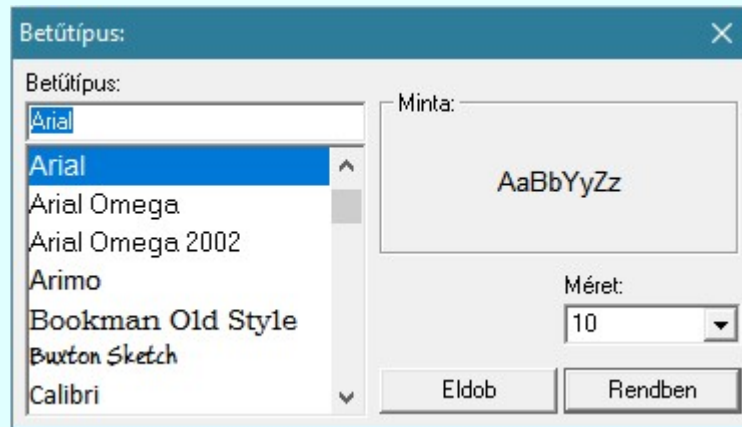 Betűtípus:
Betűtípus:
Arial
Arial
Arial Omega
Arial Omega 2002
Arimo
Bookman Old Style
Buxton Sketch
Calibri
Minta:
AaBbYyZz
Méret:
10
Eldob
Rendben